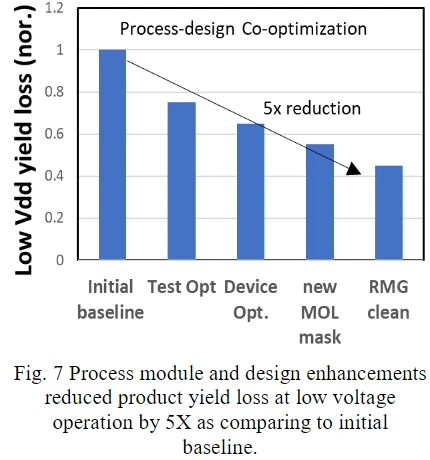 Low Vdd yield loss (nor.)
1.2
1
0.8
0.6
0.4
0.2
0
Process-design Co-optimization
5x reduction
Initial
baseline
Test Opt
Device
Opt.
new
MOL
mask
RMG
clean
Fig. 7 Process module and design enhancements
reduced product yield loss at low voltage
operation by 5X as comparing to initial
baseline.